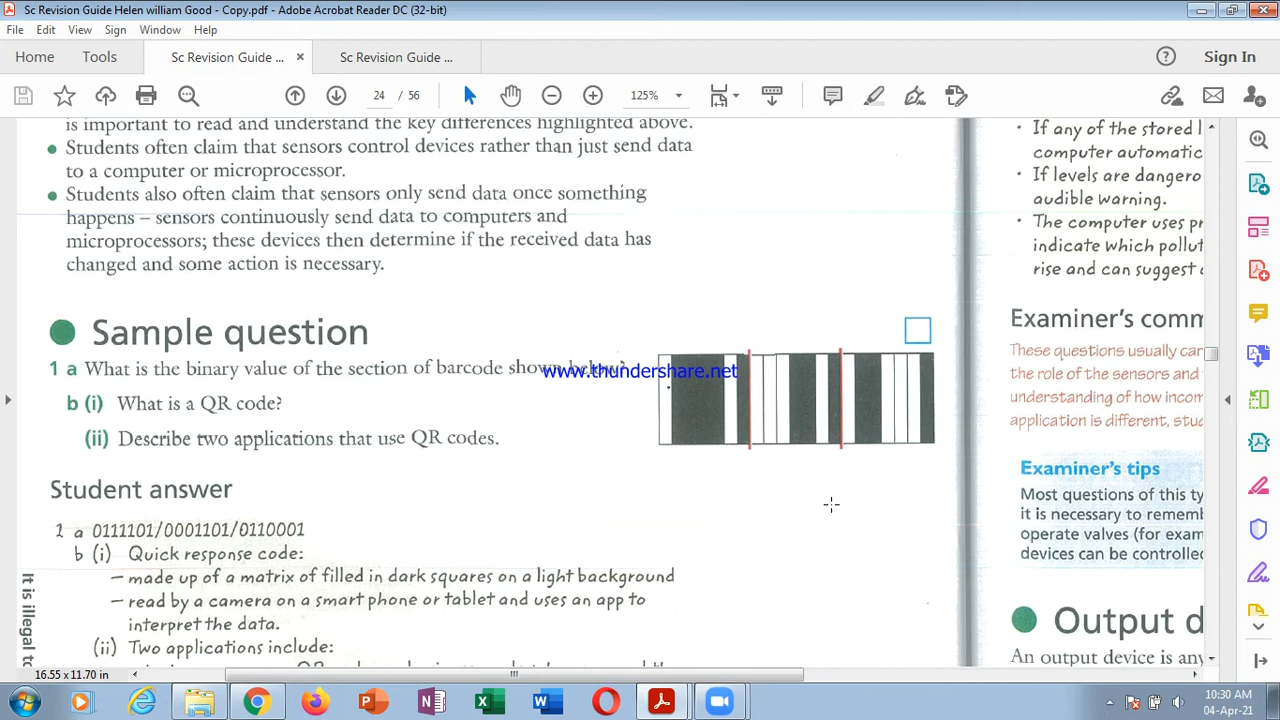 Sc Revision Guide Helen william Good - Copy.pdf - Adobe Acrobat Reader DC (32-bit)
File Edit View Sign Window Help
Home Tools Sc Revision Guide ... × Sc Revision Guide ... Sign In
24 / 56 125%
is important to read and understand the key differences highlighted above.
Students often claim that sensors control devices rather than just send data
to a computer or microprocessor.
Students also often claim that sensors only send data once something
happens – sensors continuously send data to computers and
microprocessors; these devices then determine if the received data has
changed and some action is necessary.
Sample question
1 a What is the binary value of the section of barcode shown below?
www.thundershare.net
b (i) What is a QR code?
(ii) Describe two applications that use QR codes.
Student answer
1 a 0111101/0001101/0110001
b (i) Quick response code:
– made up of a matrix of filled in dark squares on a light background
– read by a camera on a smart phone or tablet and uses an app to
interpret the data.
(ii) Two applications include:
It is illegal to
• If any of the stored
computer automatic
• If levels are dangero
audible warning.
• The computer uses pr
indicate which pollut
rise and can suggest
Examiner's comm
These questions usually car
the role of the sensors and
understanding of how incom
application is different, stud
Examiner's tips
Most questions of this ty
it is necessary to rememb
operate valves (for exam
devices can be controlled
Output d
An output device is any
16.55 x 11.70 in
10:30 AM
04-Apr-21